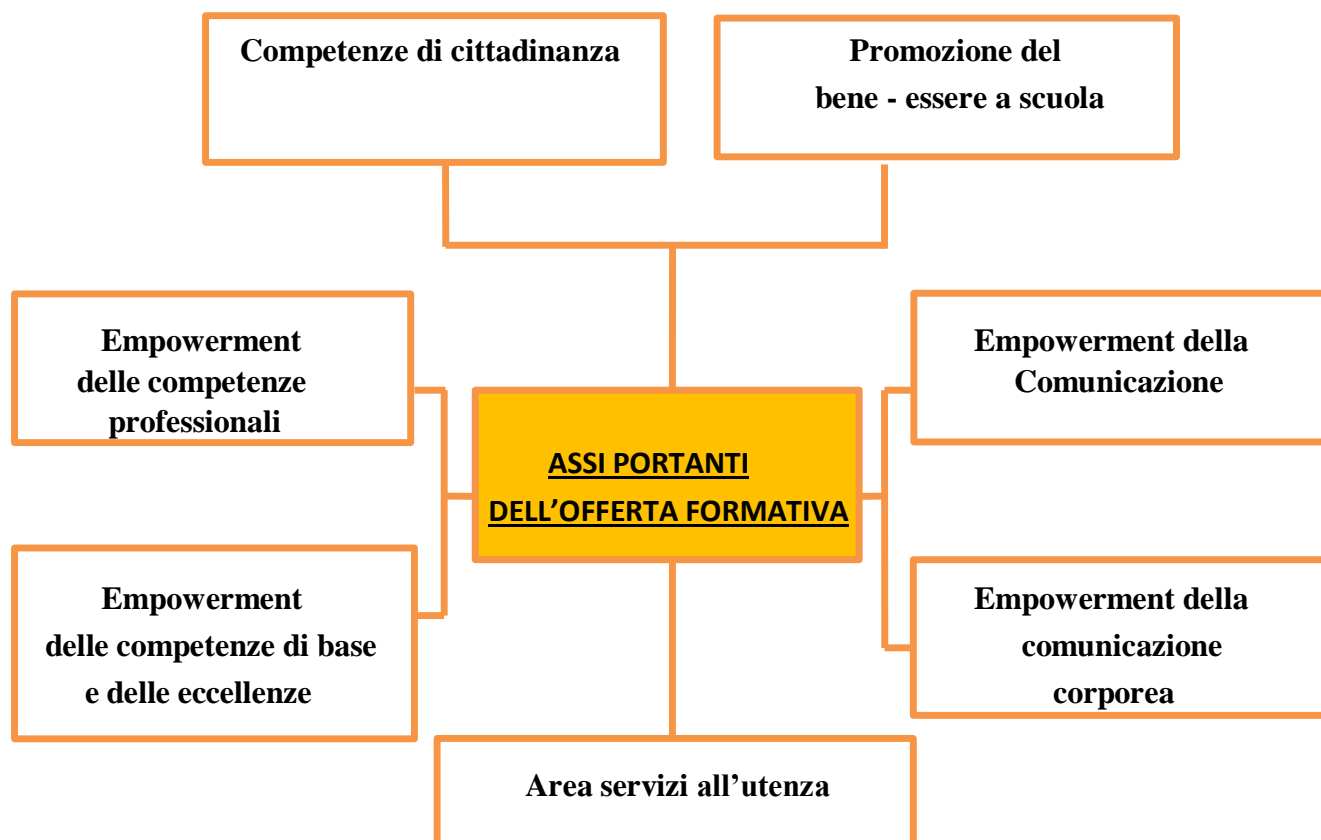 Competenze di cittadinanza
Promozione del
bene - essere a scuola
Empowerment
delle competenze
professionali
Empowerment della
Comunicazione
ASSI PORTANTI
DELL’OFFERTA FORMATIVA
Empowerment
delle competenze di base
e delle eccellenze
Empowerment della
comunicazione
corporea
Area servizi all’utenza